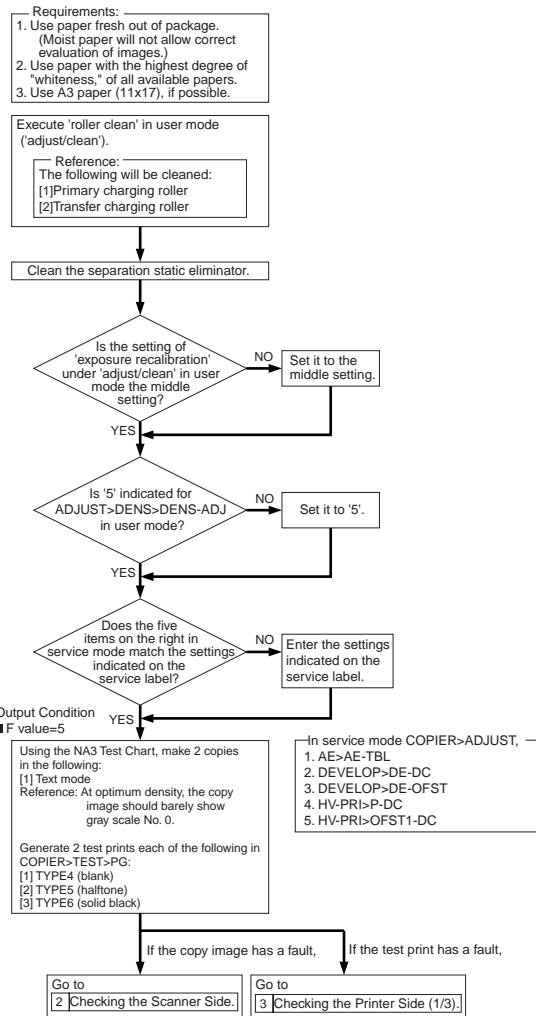 Requirements:
1. Use paper fresh out of package.
(Moist paper will not allow correct
evaluation of images.)
2. Use paper with the highest degree of
"whiteness," of all available papers.
3. Use A3 paper (11x17), if possible.
Execute 'roller clean' in user mode
('adjust/clean').
Reference:
The following will be cleaned:
[1]Primary charging roller
[2]Transfer charging roller
Clean the separation static eliminator.
Is the setting of
'exposure recalibration'
under 'adjust/clean' in user
mode the middle
setting?
NO
Set it to the
middle setting.
YES
Is '5' indicated for
ADJUST>DENS>DENS-ADJ
in user mode?
NO
Set it to '5'.
YES
Does the five
items on the right in
service mode match the settings
indicated on the
service label?
NO
Enter the settings
indicated on the
service label.
YES
Output Condition
F value=5
Using the NA3 Test Chart, make 2 copies
in the following:
[1] Text mode
Reference: At optimum density, the copy
image should barely show
gray scale No. 0.
Generate 2 test prints each of the following in
COPIER>TEST>PG:
[1] TYPE4 (blank)
[2] TYPE5 (halftone)
[3] TYPE6 (solid black)
In service mode COPIER>ADJUST,
1. AE>AE-TBL
2. DEVELOP>DE-DC
3. DEVELOP>DE-OFST
4. HV-PRI>P-DC
5. HV-PRI>OFST1-DC
If the copy image has a fault,
If the test print has a fault,
Go to
2 Checking the Scanner Side.
Go to
3 Checking the Printer Side (1/3).